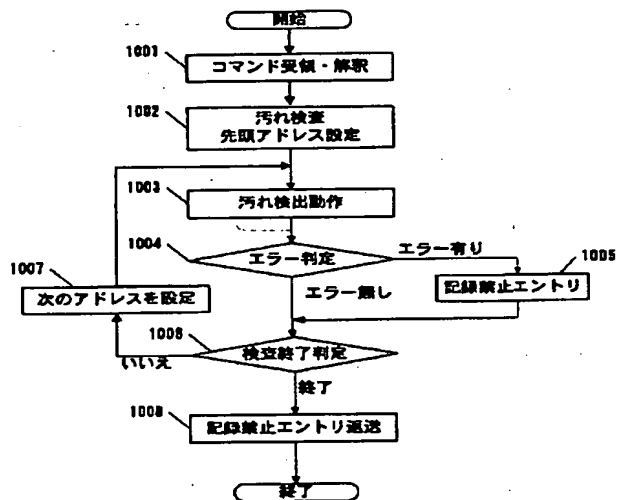 開始
1001
コマンド受領・解釈
1002
汚れ検査
先頭アドレス設定
1003
汚れ検出動作
1004
エラー判定
エラー有り
1005
記録禁止エントリ
エラー無し
1007
次のアドレスを設定
1006
検査終了判定
いいえ
終了
1008
記録禁止エントリ返送
終了